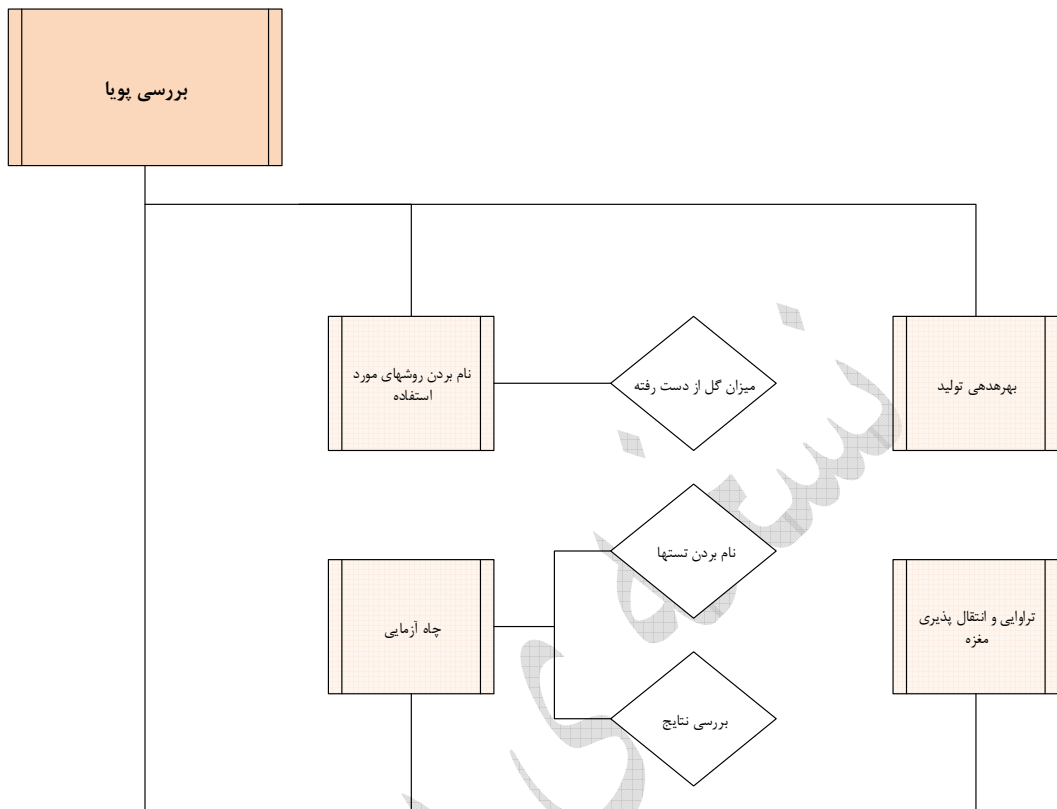 بررسی پویا
نام بردن روشهای مورد
استفاده
میزان گل از دست رفته
بهرهدهی تولید
نام بردن تستها
چاه آزمایی
تراوایی و انتقال پذیری
مغزه
بررسی نتایج